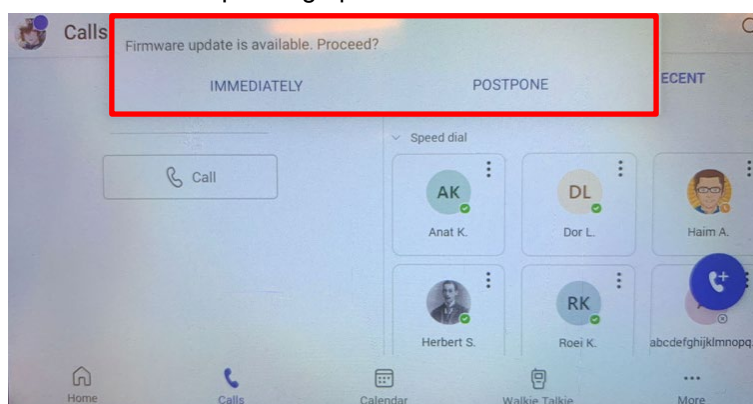 Calls
Firmware update is available. Proceed?
IMMEDIATELY
POSTPONE
ECENT
Speed dial
Call
AK
DL
Anat K.
Dor L.
Haim A.
RK
Herbert S.
Roei K.
abcdefghijklmnopq.
Home
Calls
Calendar
Walkie Talkie
More